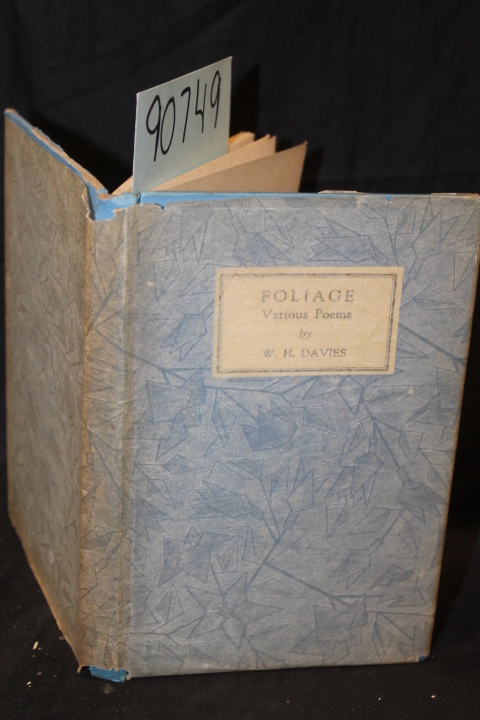 90749
FOLIAGE
Various Poems
by
W. H. DAVIES